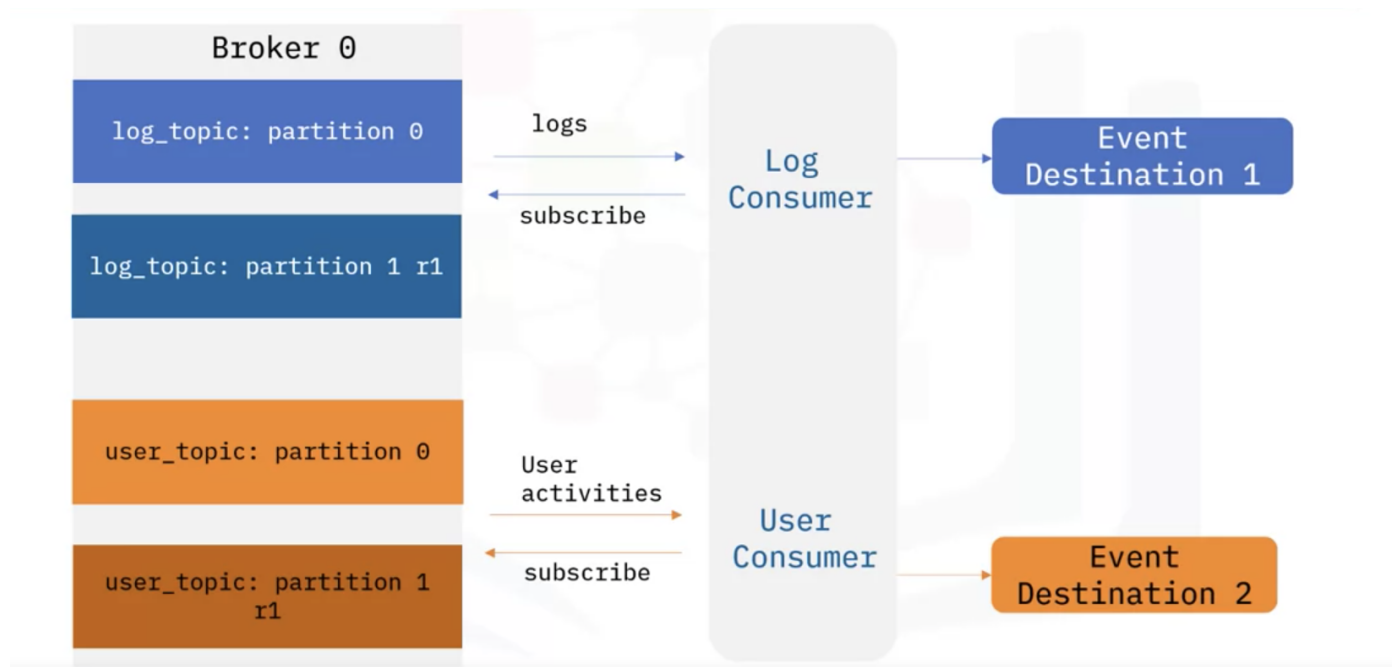 Broker 0
log_topic: partition 0
log_topic: partition 1 r1
user_topic: partition 0
user_topic: partition 1
r1
logs
subscribe
User
activities
subscribe
Log
Consumer
User
Consumer
Event
Destination 1
Event
Destination 2